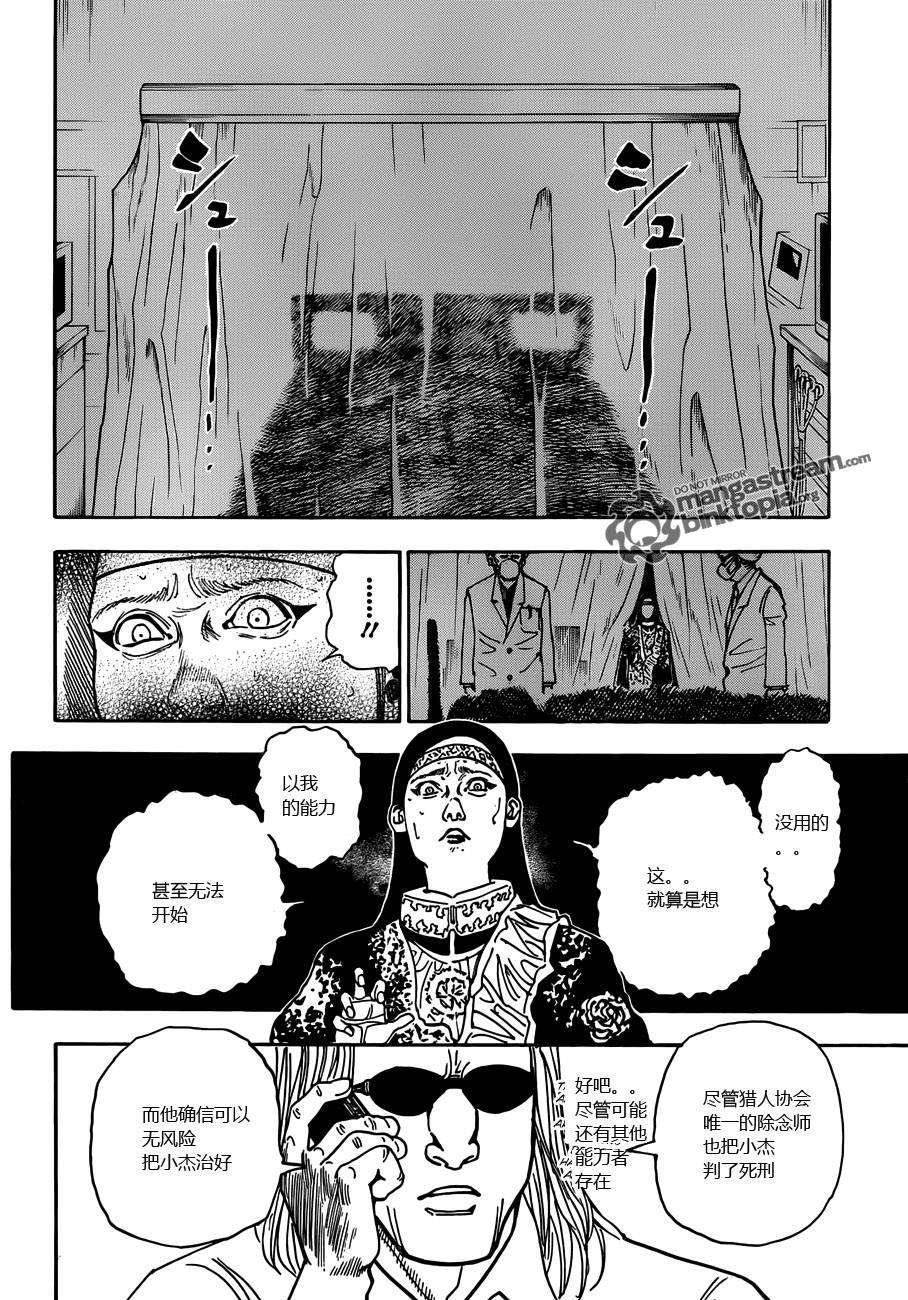 シュ
シュ
DO NOT MIRROR
mangastream.com
binktopia.org
……!!
没用的
。。
这。。
就算是想
以我
的能力
甚至无法
开始
尽管猎人协会
唯一的除念师
也把小杰
判了死刑
好吧。。
尽管可能
还有其他
能力者
存在
而他确信可以
无风险
把小杰治好